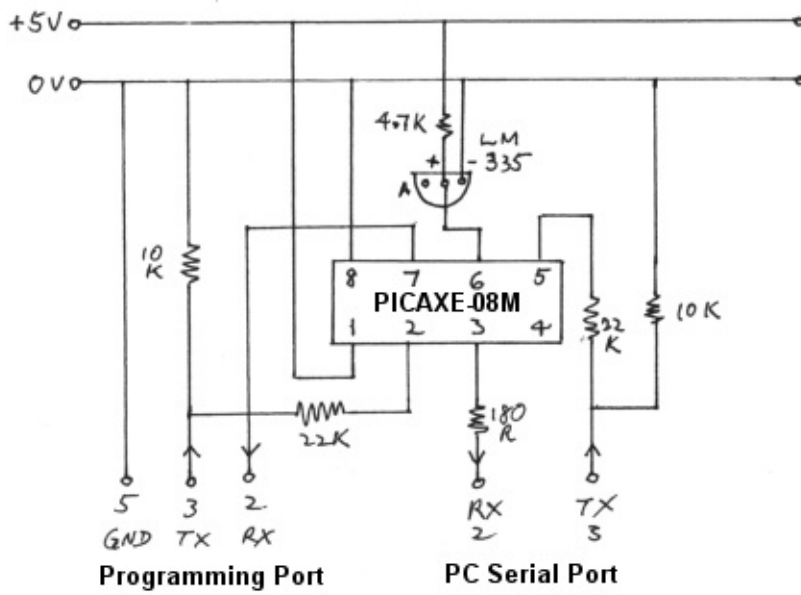 +5V
0V
4.7K
LM
335
+ -
A
10
K
8 7 6 5
PICAXE-08M
1 2 3 4
22
K
10K
22K
180
R
5 3 2 RX TX
GND TX RX 2 3
Programming Port PC Serial Port